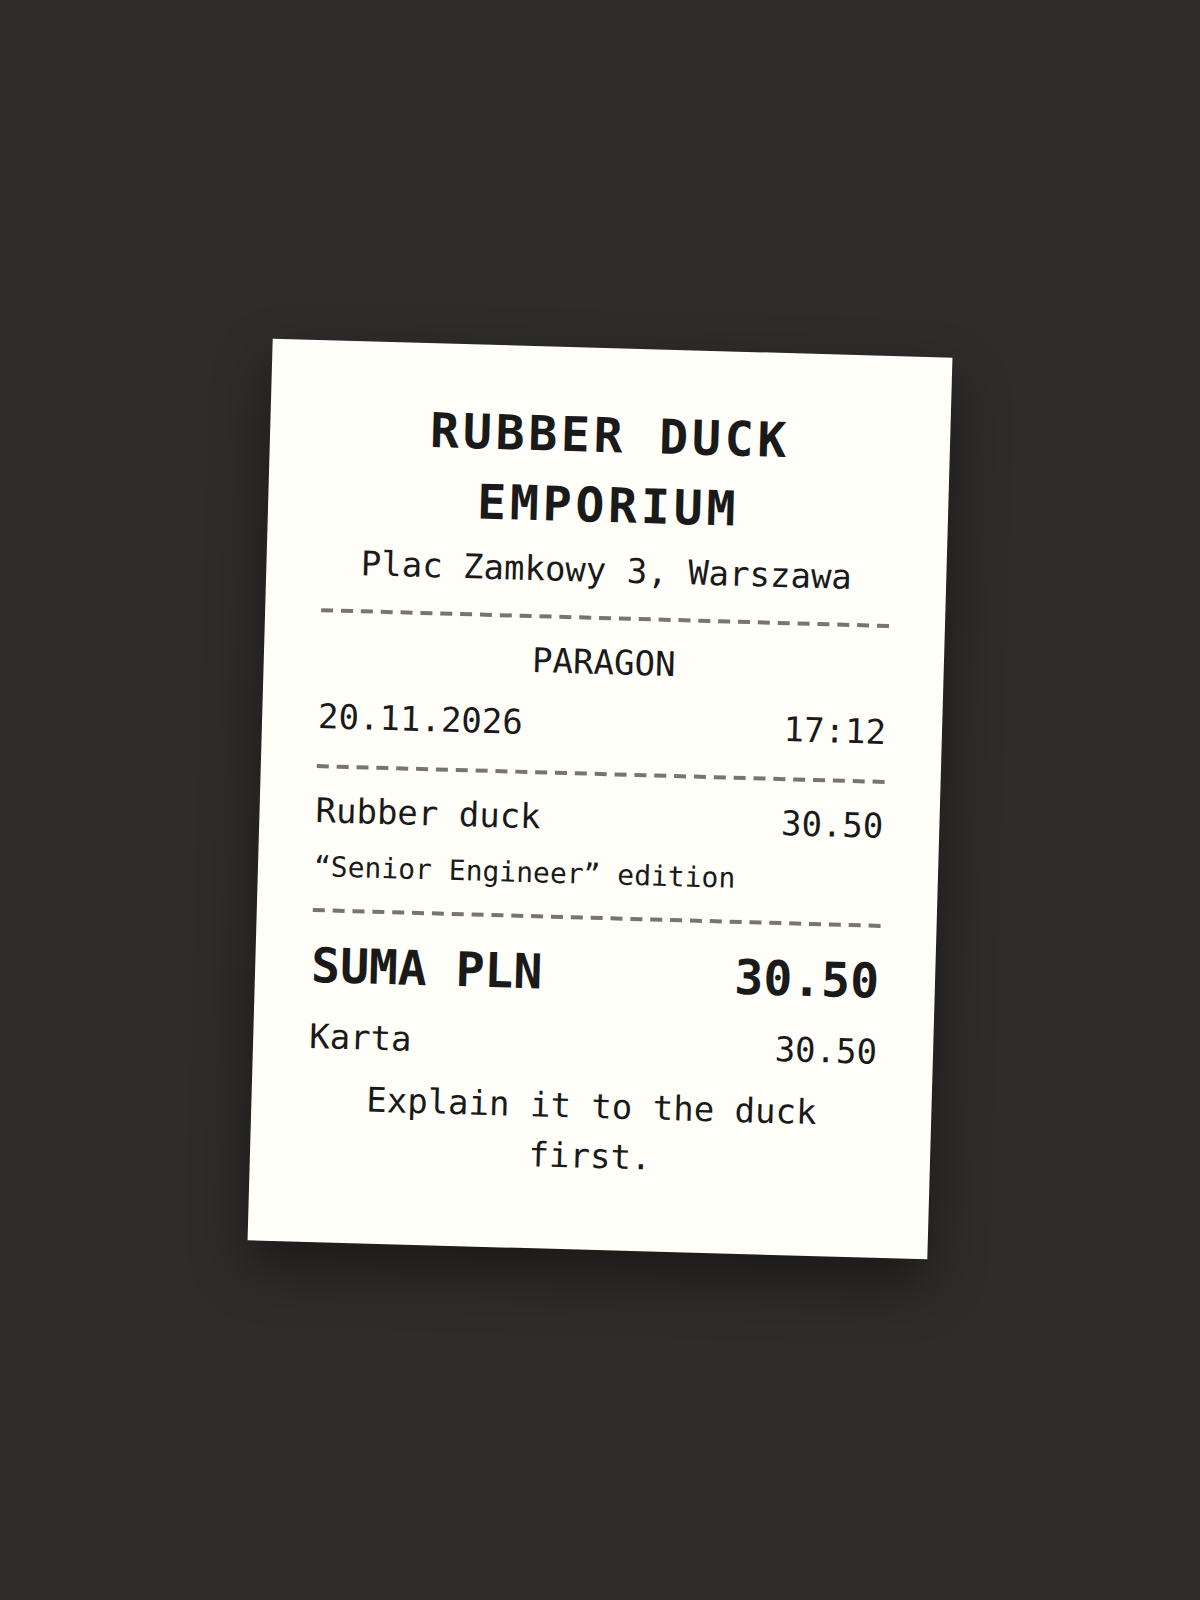 RUBBER DUCK
EMPORIUM
Plac Zamkowy 3, Warszawa
PARAGON
20.11.2026 17:12
Rubber duck 30.50
“Senior Engineer” edition
SUMA PLN 30.50
Karta 30.50
Explain it to the duck
first.